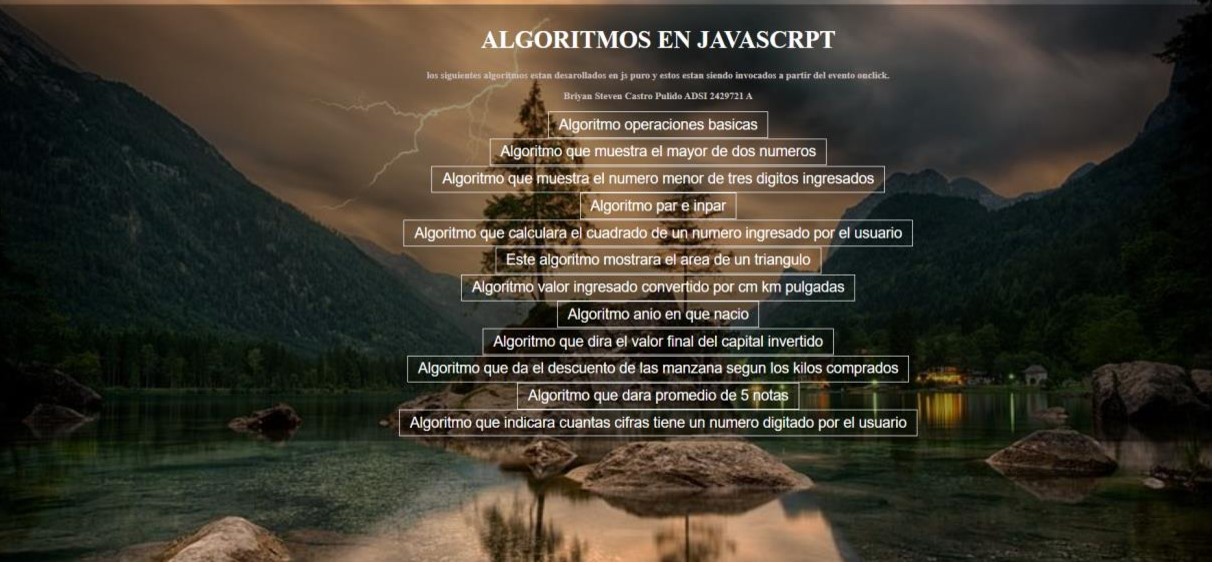 ALGORITMOS EN JAVASCRPT
los siguientes algoritmos estan desarollados en js puro y estos estan siendo invocados a partir del evento onclick.
Briyan Steven Castro Pulido ADSI 2429721 A
Algoritmo operaciones basicas
Algoritmo que muestra el mayor de dos numeros
Algoritmo que muestra el numero menor de tres digitos ingresados
Algoritmo par e inpar
Algoritmo que calculara el cuadrado de un numero ingresado por el usuario
Este algoritmo mostrara el area de un triangulo
Algoritmo valor ingresado convertido por cm km pulgadas
Algoritmo anio en que nacio
Algoritmo que dira el valor final del capital invertido
Algoritmo que da el descuento de las manzana segun los kilos comprados
Algoritmo que dara promedio de 5 notas
Algoritmo que indicara cuantas cifras tiene un numero digitado por el usuario